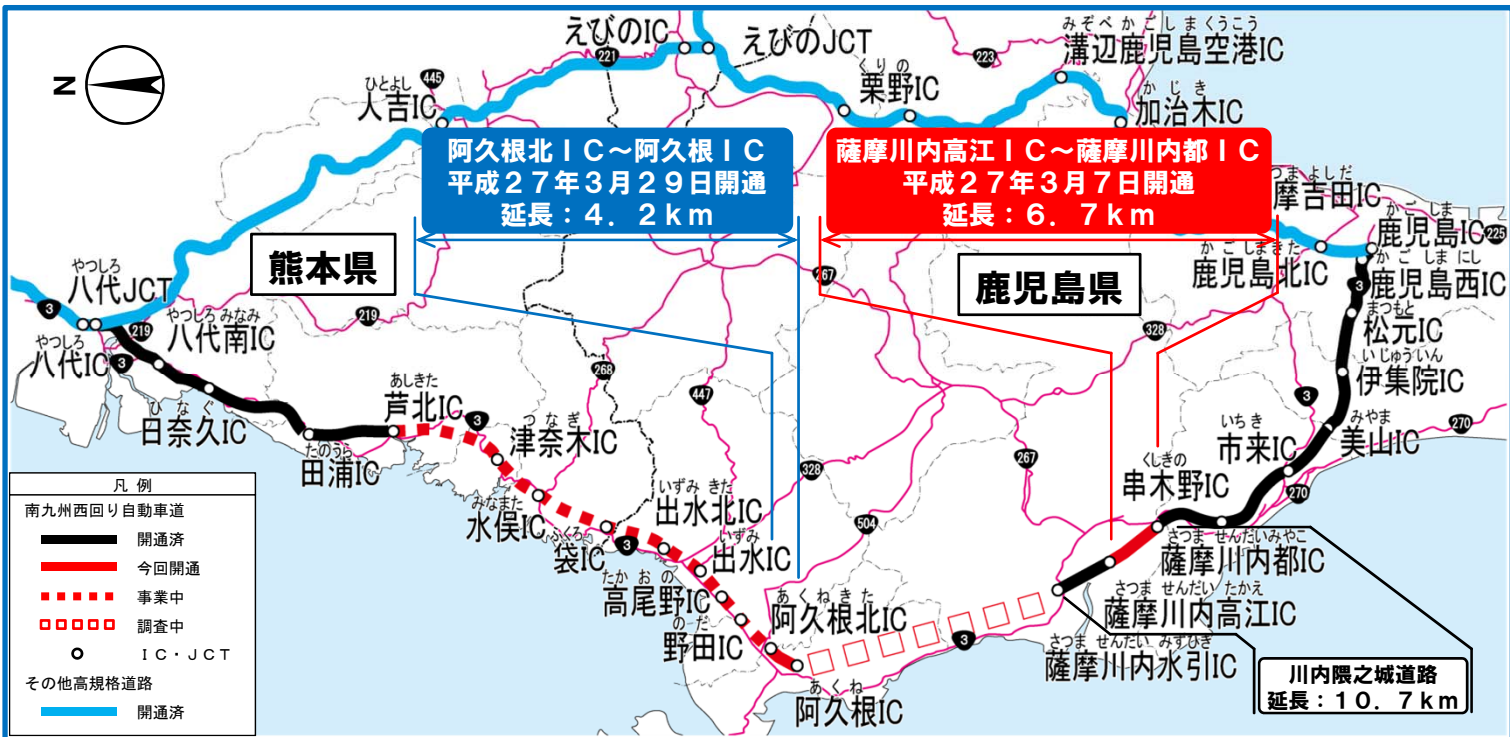 N
えびのIC
えびのJCT
みぞべかごしまくうこう
溝辺鹿児島空港IC
221
223
445
ひとよし
人吉IC
くりの
栗野IC
かじき
加治木IC
阿久根北ＩＣ～阿久根ＩＣ
平成２７年３月２９日開通
延長：４．２ｋｍ
薩摩川内高江ＩＣ～薩摩川内都ＩＣ
平成２７年３月７日開通
延長：６．７ｋｍ
つまよしだ
摩吉田IC
かごしま
鹿児島IC
225
かごしまきた
鹿児島北IC
かごしまにし
鹿児島西IC
3
熊本県
鹿児島県
267
やつしろ
八代JCT
3
219
やつしろみなみ
八代南IC
219
やつしろ
八代IC
3
まつもと
松元IC
328
いじゅういん
伊集院IC
268
447
3
ひなぐ
日奈久IC
あしきた
芦北IC
3
つなぎ
津奈木IC
みやま
美山IC
270
いちき
市来IC
たのうら
田浦IC
328
267
くしきの
串木野IC
270
みなまた
水俣IC
いずみきた
出水北IC
504
ふくろ
袋IC
3
いずみ
出水IC
さつませんだいみやこ
薩摩川内都IC
たかおの
高尾野IC
のだ
野田IC
あくねきた
阿久根北IC
3
さつませんだいたかえ
薩摩川内高江IC
さつませんだいみずひき
薩摩川内水引IC
あくね
阿久根IC
川内隈之城道路
延長：１０．７ｋｍ
凡例
南九州西回り自動車道
開通済
今回開通
事業中
調査中
ＩＣ・ＪＣＴ
その他高規格道路
開通済